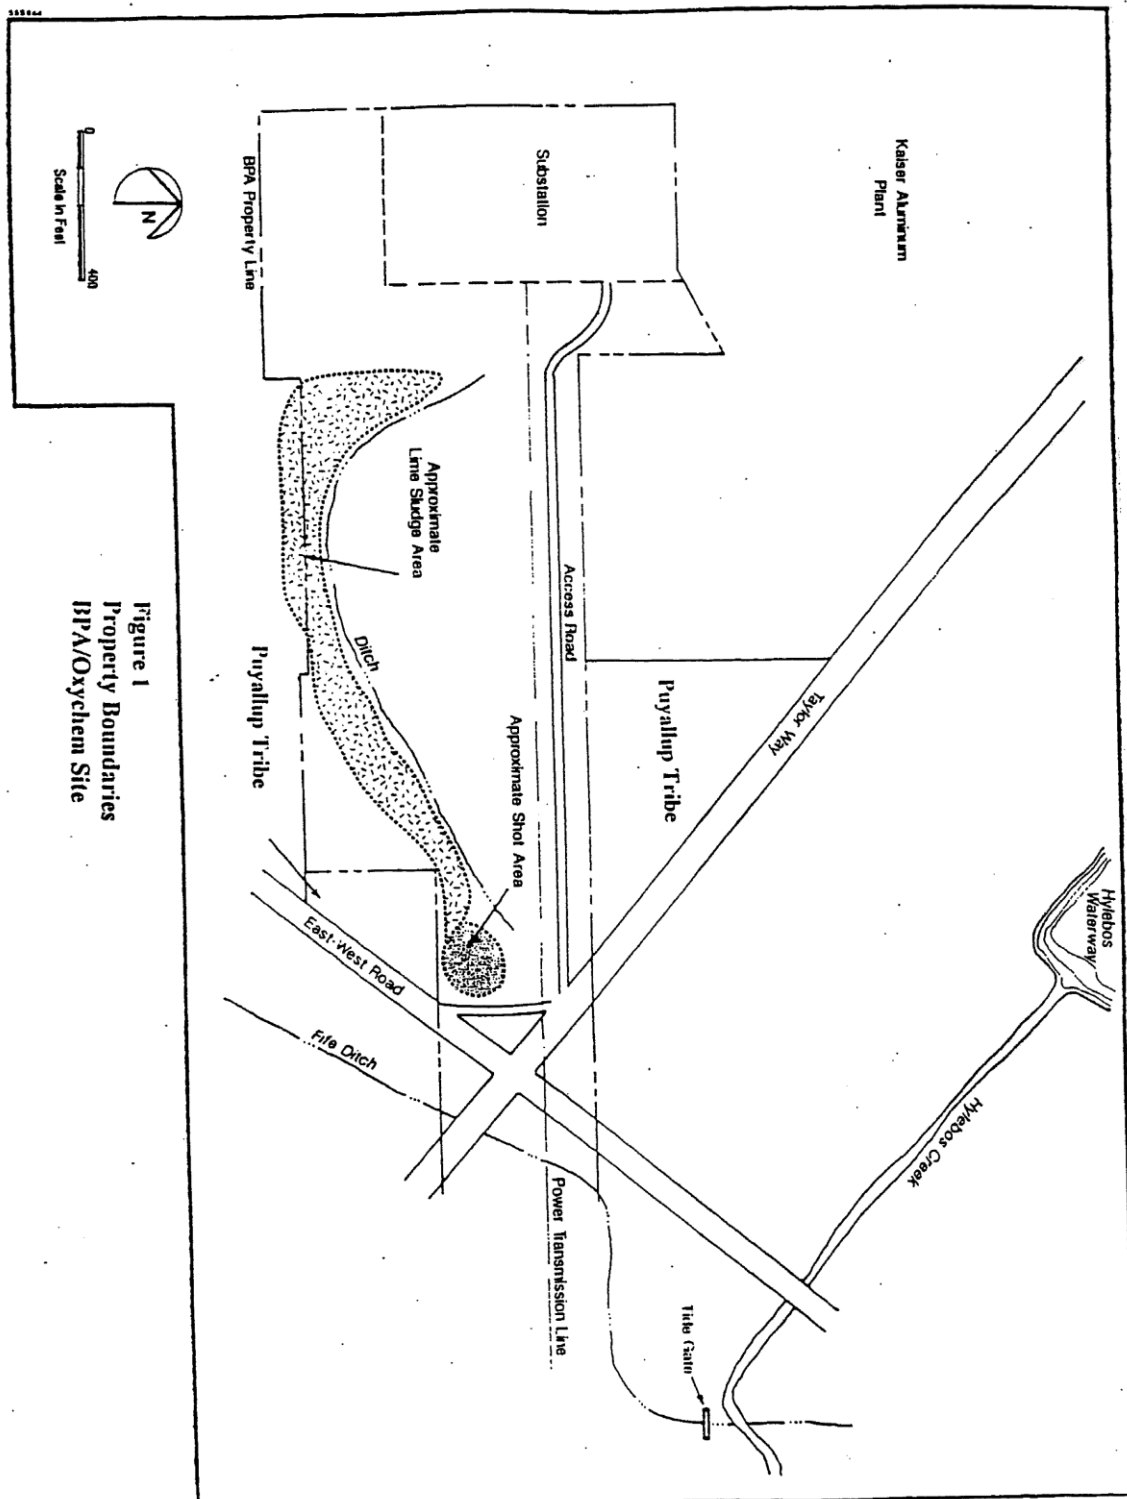 Kaiser Aluminum
Plant
Substation
BPA Property Line
N
0
400
Scale in Feet
Approximate
Lime Sludge Area
Ditch
Access Road
Puyallup Tribe
Puyallup Tribe
Approximate Shot Area
Taylor Way
Hylebos
Waterway
East-West Road
Fife Ditch
Hylebos Creek
Power Transmission Line
Tide Gate
Figure 1
Property Boundaries
BPA/Oxychem Site